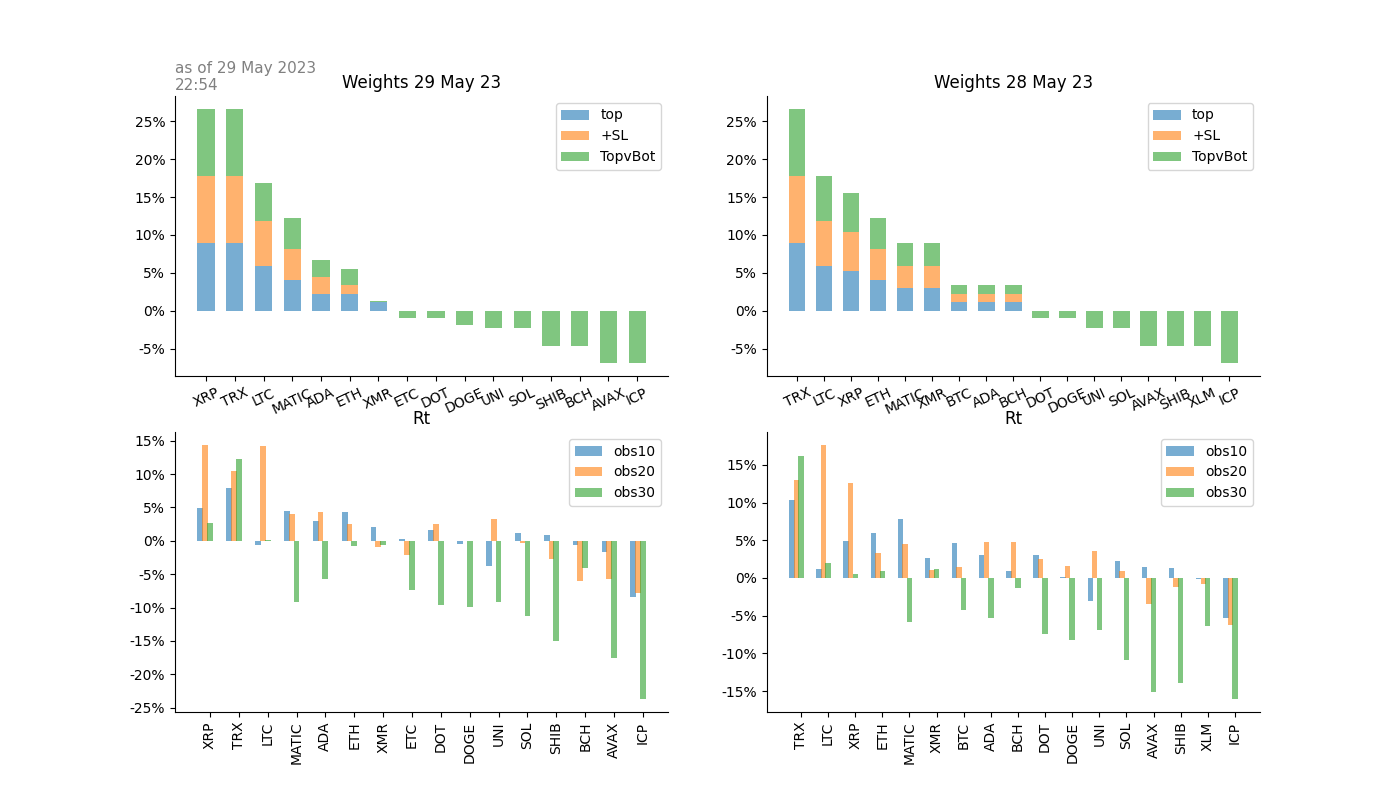 as of 29 May 2023
22:54
Weights 29 May 23
25%
20%
15%
10%
5%
0%
-5%
top
+SL
TopvBot
XRP TRX LTC MATIC ADA ETH XMR ETC DOT DOGE UNI SOL SHIB BCH AVAX ICP
Weights 28 May 23
25%
20%
15%
10%
5%
0%
-5%
top
+SL
TopvBot
TRX LTC XRP ETH MATIC XMR BTC ADA BCH DOT DOGE UNI SOL AVAX SHIB XLM ICP
Rt
15%
10%
5%
0%
-5%
-10%
-15%
-20%
-25%
obs10
obs20
obs30
XRP TRX LTC MATIC ADA ETH XMR ETC DOT DOGE UNI SOL SHIB BCH AVAX ICP
Rt
15%
10%
5%
0%
-5%
-10%
-15%
obs10
obs20
obs30
TRX LTC XRP ETH MATIC XMR BTC ADA BCH DOT DOGE UNI SOL AVAX SHIB XLM ICP